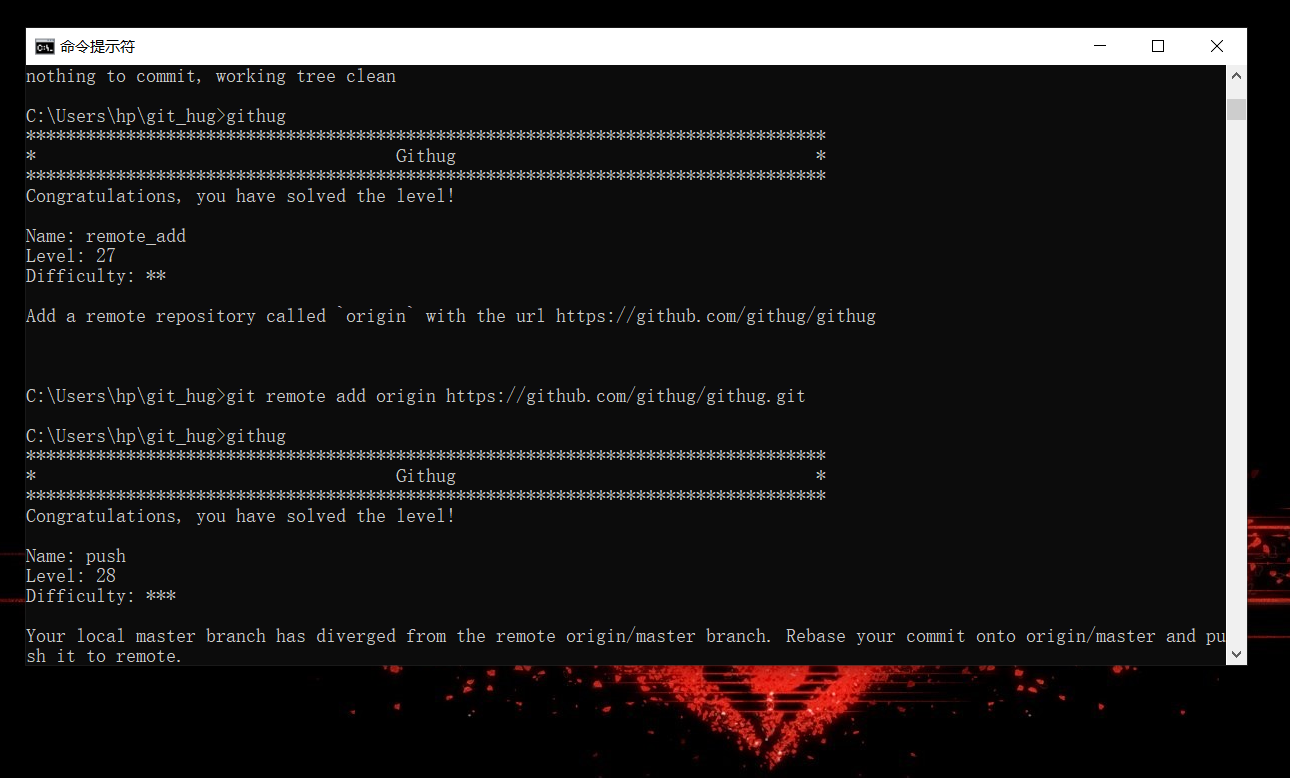 命令提示符
nothing to commit, working tree clean
C:\Users\hp\git_hug>githug
********************************************************************************
*                                    Githug                                    *
********************************************************************************
Congratulations, you have solved the level!
Name: remote_add
Level: 27
Difficulty: **
Add a remote repository called `origin` with the url https://github.com/githug/githug
C:\Users\hp\git_hug>git remote add origin https://github.com/githug/githug.git
C:\Users\hp\git_hug>githug
********************************************************************************
*                                    Githug                                    *
********************************************************************************
Congratulations, you have solved the level!
Name: push
Level: 28
Difficulty: ***
Your local master branch has diverged from the remote origin/master branch. Rebase your commit onto origin/master and pu
sh it to remote.